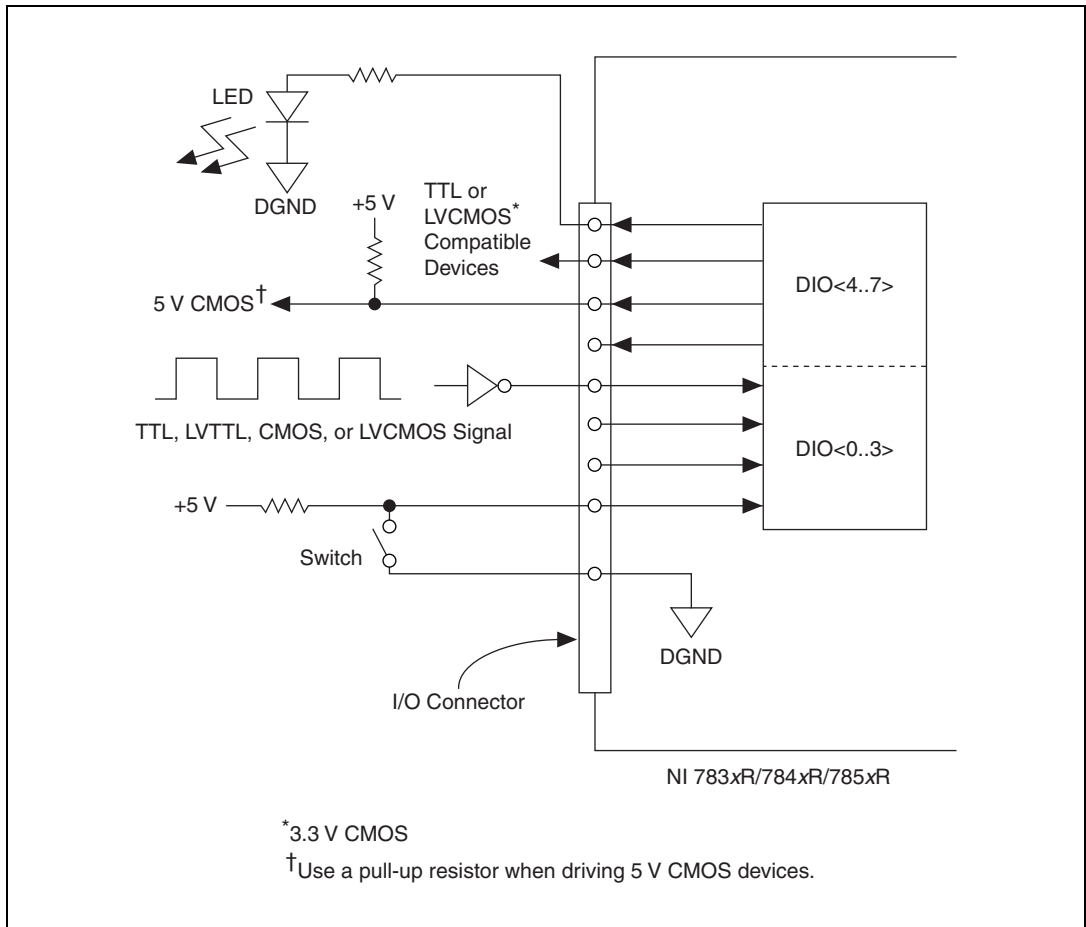 LED
DGND
+5 V
TTL or
LVCMOS*
Compatible
Devices
5 V CMOS†
DIO<4..7>
TTL, LVTTL, CMOS, or LVCMOS Signal
DIO<0..3>
+5 V
Switch
DGND
I/O Connector
NI 783xR/784xR/785xR
*3.3 V CMOS
†Use a pull-up resistor when driving 5 V CMOS devices.